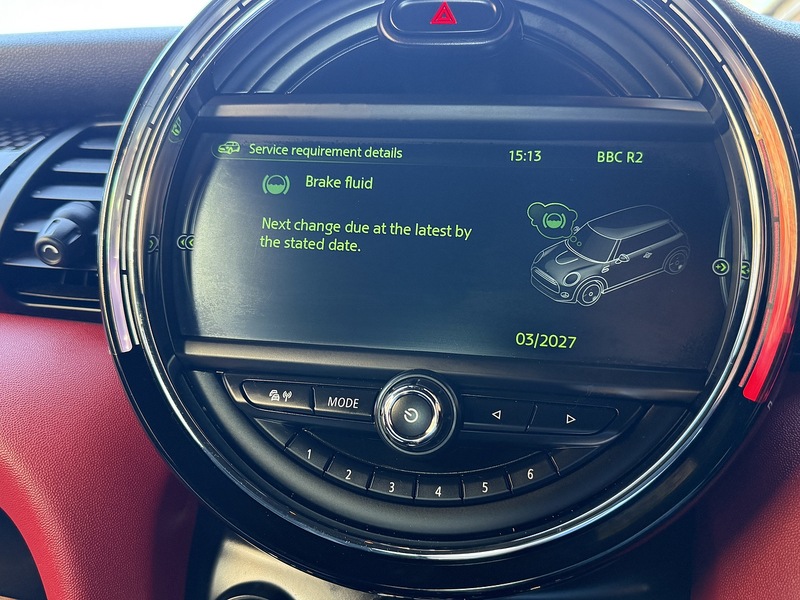 Service requirement details 15:13 BBC R2
Brake fluid
Next change due at the latest by
the stated date.
03/2027
MODE
1 2 3 4 5 6